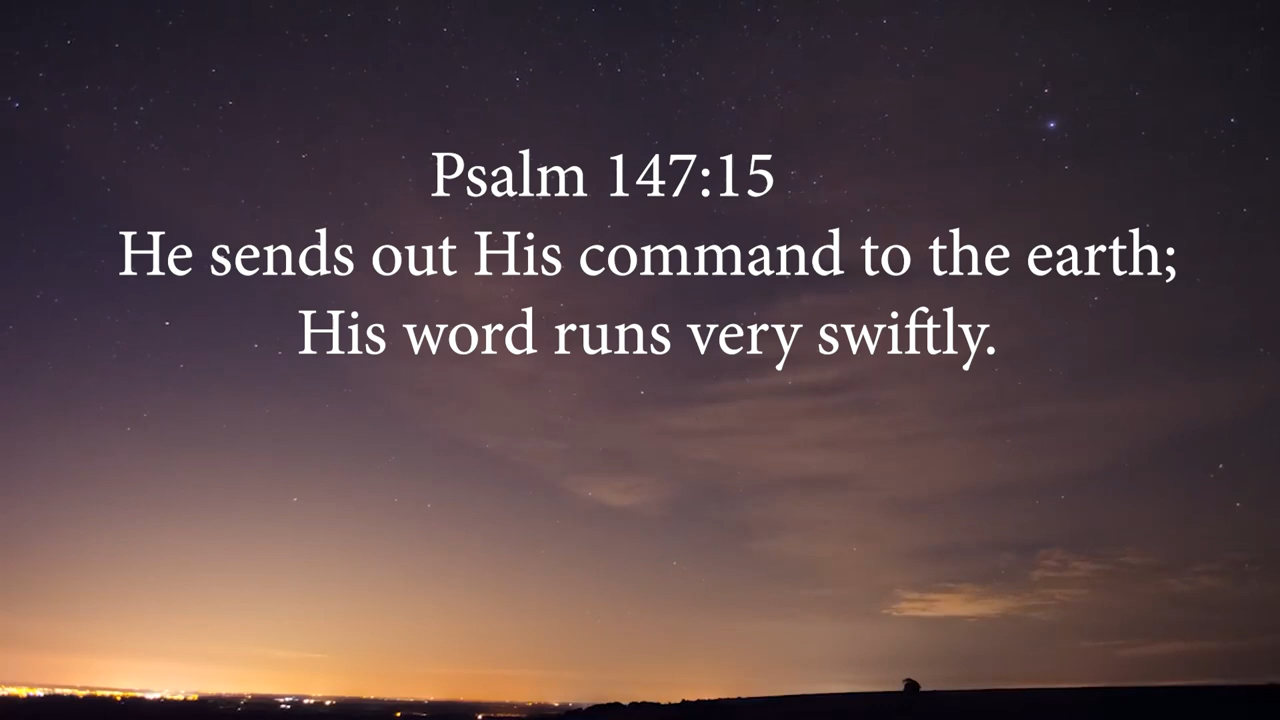 Psalm 147:15
He sends out His command to the earth;
His word runs very swiftly.